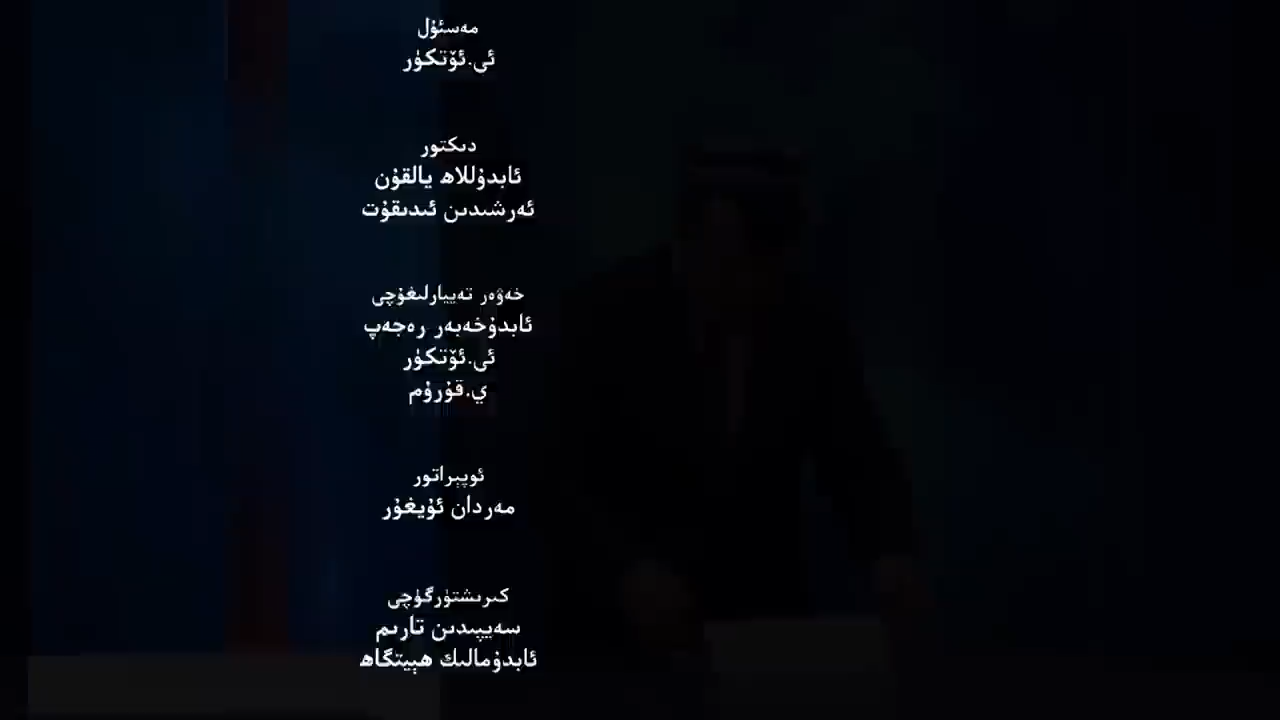 مەسئۇل
ئى.ئۆتكۈر
دىكتور
ئابدۇللاھ يالقۇن
ئەرشىدىن ئىدىقۇت
خەۋەر تەييارلىغۇچى
ئابدۇخەبەر رەجەپ
ئى.ئۆتكۈر
ي.قۇرۇم
ئوپېراتور
مەردان ئۇيغۇر
كىرىشتۈرگۈچى
سەيپىدىن تارىم
ئابدۇمالىك ھېيتگاھ